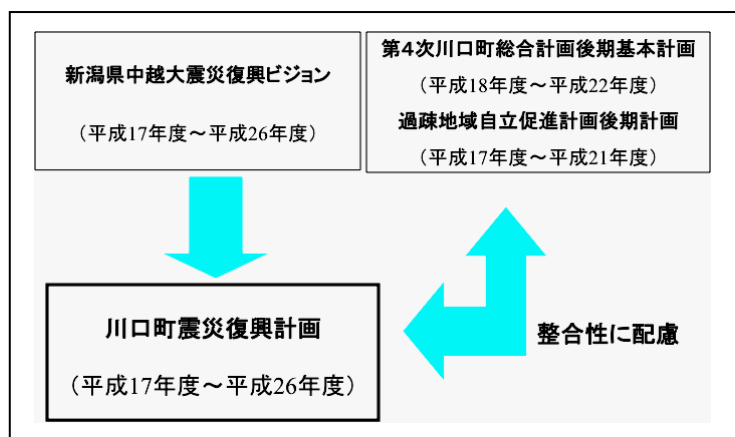 新潟県中越大震災復興ビジョン
（平成17年度～平成26年度）
第4次川口町総合計画後期基本計画
（平成18年度～平成22年度）
過疎地域自立促進計画後期計画
（平成17年度～平成21年度）
川口町震災復興計画
（平成17年度～平成26年度）
整合性に配慮